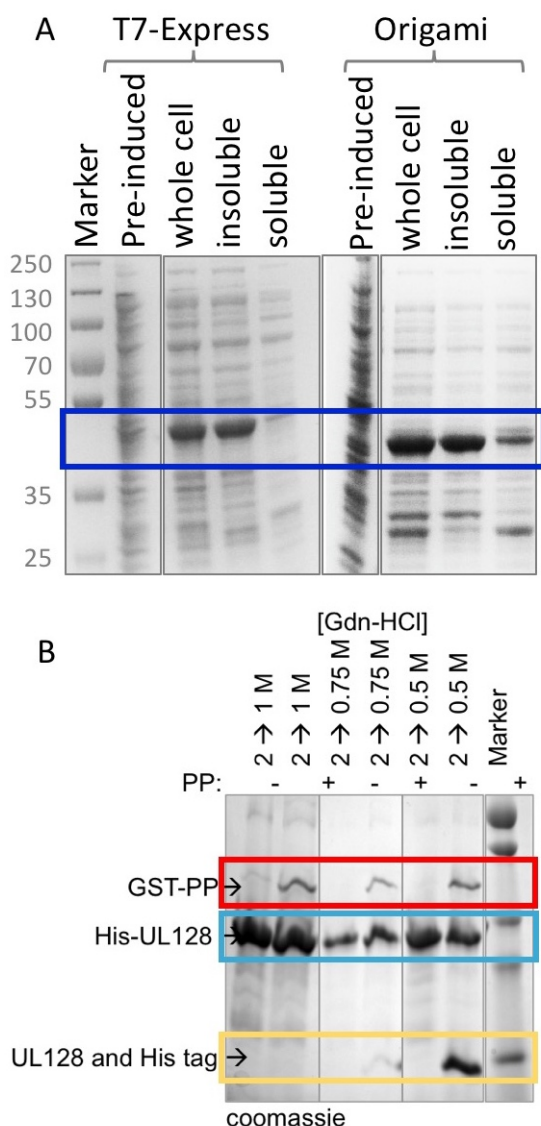 A
T7-Express
Origami
Marker
Pre-induced
whole cell
insoluble
soluble
Pre-induced
whole cell
insoluble
soluble
250
130
100
70
55
35
25
B
[Gdn-HCl]
2 → 1 M
2 → 1 M
2 → 0.75 M
2 → 0.75 M
2 → 0.5 M
2 → 0.5 M
Marker
PP: - + - + - +
GST-PP →
His-UL128 →
UL128 and His tag →
coomassie